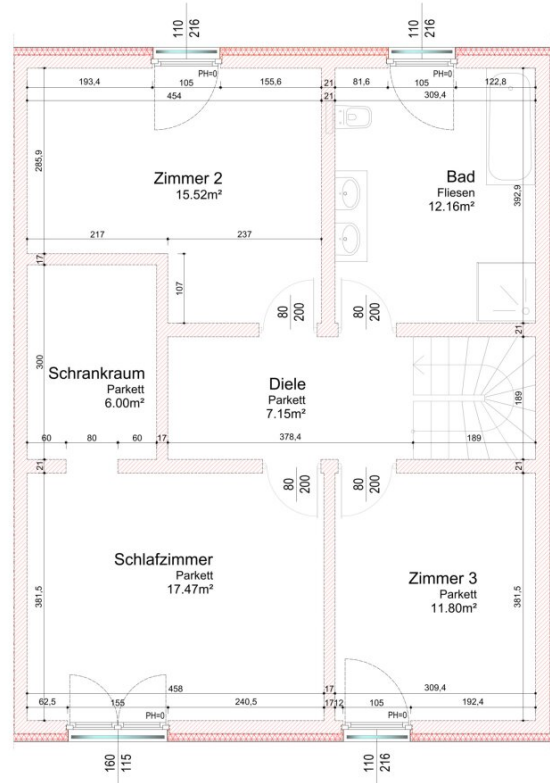 110
216
110
216
PH=0
PH=0
193,4
105
155,6
21
81,6
105
122,8
454
21
309,4
285,9
Zimmer 2
15.52m²
Bad
Fliesen
12.16m²
392,9
217
237
17
107
80
200
80
200
21
300
Schrankraum
Parkett
6.00m²
Diele
Parkett
7.15m²
189
60
80
60
17
378,4
189
21
21
80
200
80
200
381,5
Schlafzimmer
Parkett
17.47m²
Zimmer 3
Parkett
11.80m²
381,5
458
17
309,4
62,5
155
240,5
17
12
105
192,4
PH=0
PH=0
160
115
110
216